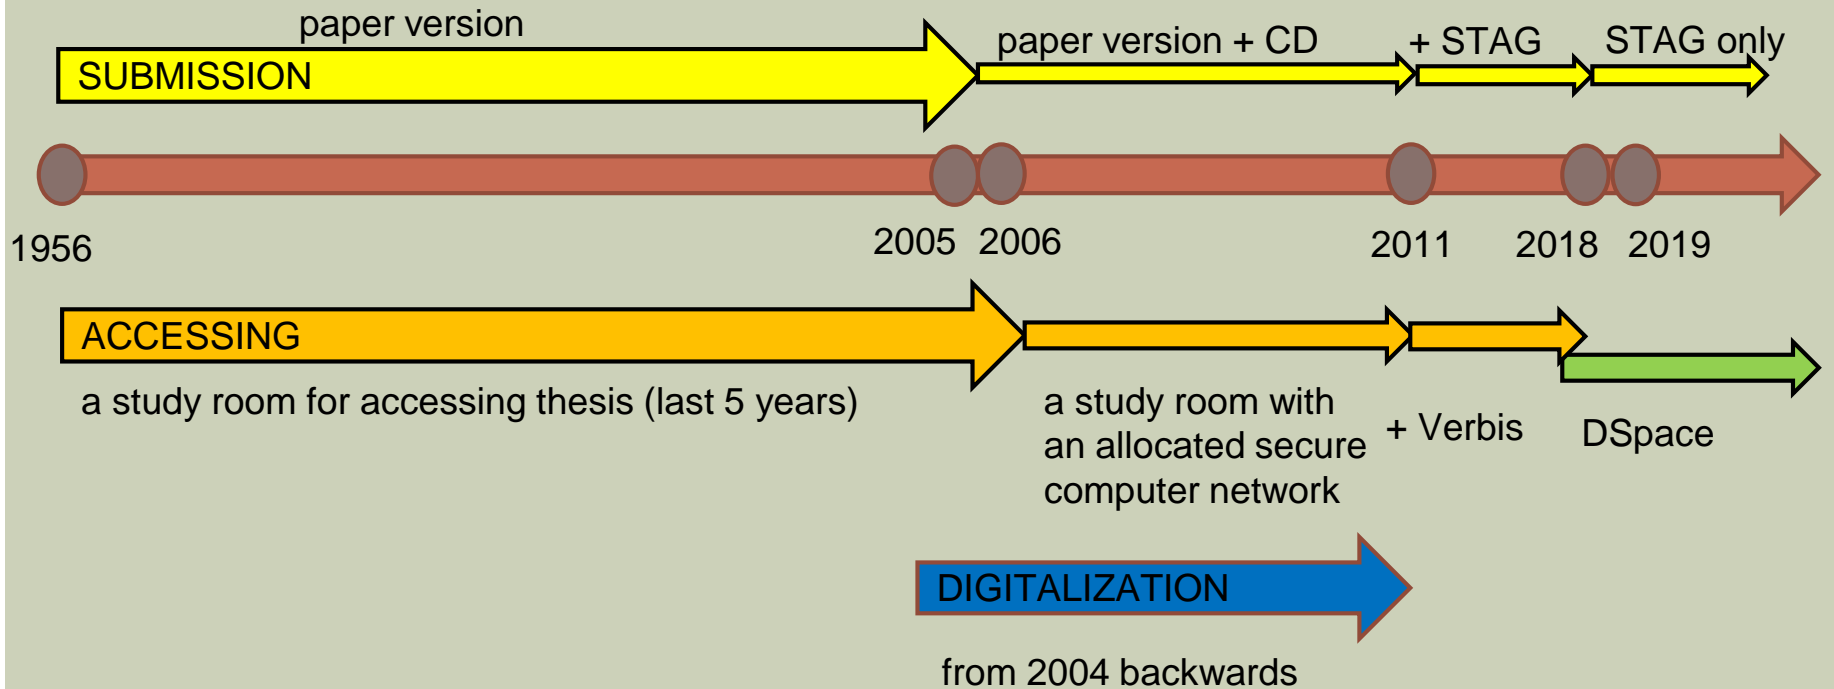 paper version
paper version + CD
+ STAG
STAG only
SUBMISSION
1956
2005
2006
2011
2018
2019
ACCESSING
a study room for accessing thesis (last 5 years)
a study room with
an allocated secure
computer network
+ Verbis
DSpace
DIGITALIZATION
from 2004 backwards